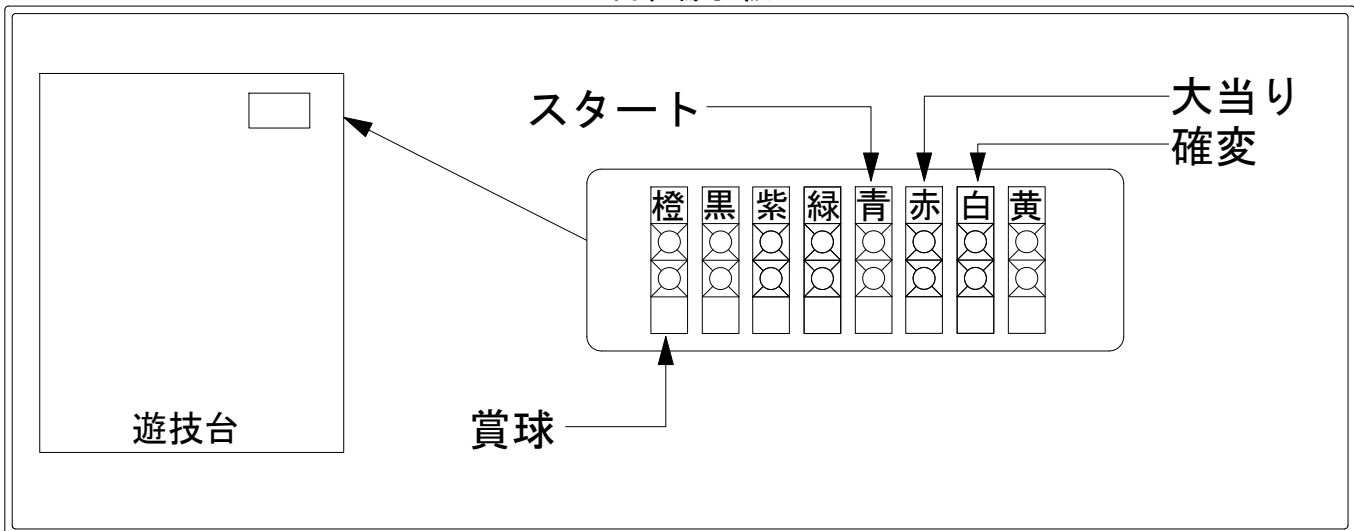 スタート
大当り
確変
橙 黒 紫 緑 青 赤 白 黄
賞球
遊技台